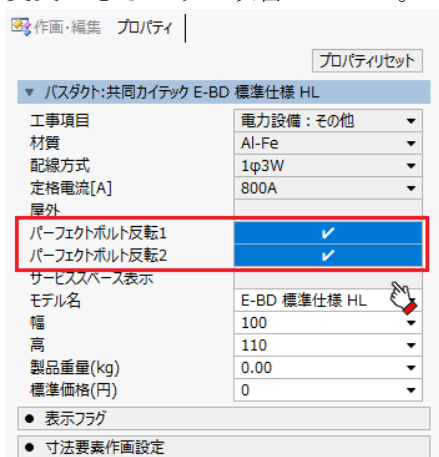 作画・編集 プロパティ
プロパティリセット
▼ バスダクト:共同カイテック E-BD 標準仕様 HL
工事項目 電力設備：その他
材質 Al-Fe
配線方式 1φ3W
定格電流[A] 800A
屋外
パーフェクトボルト反転1 ✔
パーフェクトボルト反転2 ✔
サービススペース表示
モデル名 E-BD 標準仕様 HL
幅 100
高 110
製品重量(kg) 0.00
標準価格(円) 0
● 表示フラグ
● 寸法要素作画設定